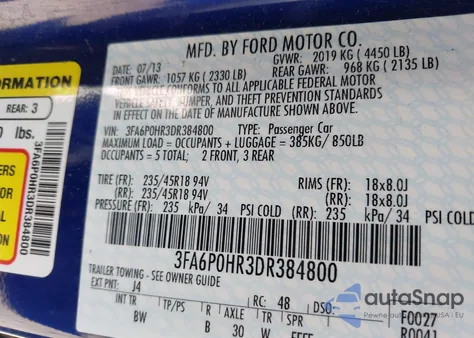 MFD. BY FORD MOTOR CO.
DATE: 07/13 GVWR: 2019 KG ( 4450 LB)
FRONT GAWR: 1057 KG ( 2330 LB) REAR GAWR: 968 KG ( 2135 LB)
CONFORMS TO ALL APPLICABLE FEDERAL MOTOR
BUMPER, AND THEFT PREVENTION STANDARDS
IN EFFECT ON THE DATE OF MANUFACTURE SHOWN ABOVE.
VIN: 3FA6P0HR3DR384800 TYPE: Passenger Car
MAXIMUM LOAD = OCCUPANTS + LUGGAGE = 385KG/ 850LB
OCCUPANTS = 5 TOTAL; 2 FRONT, 3 REAR
TIRE (FR): 235/45R18 94V RIMS (FR): 18x8.0J
(RR): 235/45R18 94V (RR): 18x8.0J
PRESSURE (FR): 235 kPa/ 34 PSI COLD (RR): 235 kPa/ 34 PSI COLD
3FA6P0HR3DR384800
TRAILER TOWING - SEE OWNER GUIDE
EXT PNT: J4 RC: 48 DSO: F0027
INT TR TP/PS R AXLE TR SPR R0041
BW B 30 W
ORMATION
REAR: 3
lbs.
3FA6P0HR3DR384800
autoSnap